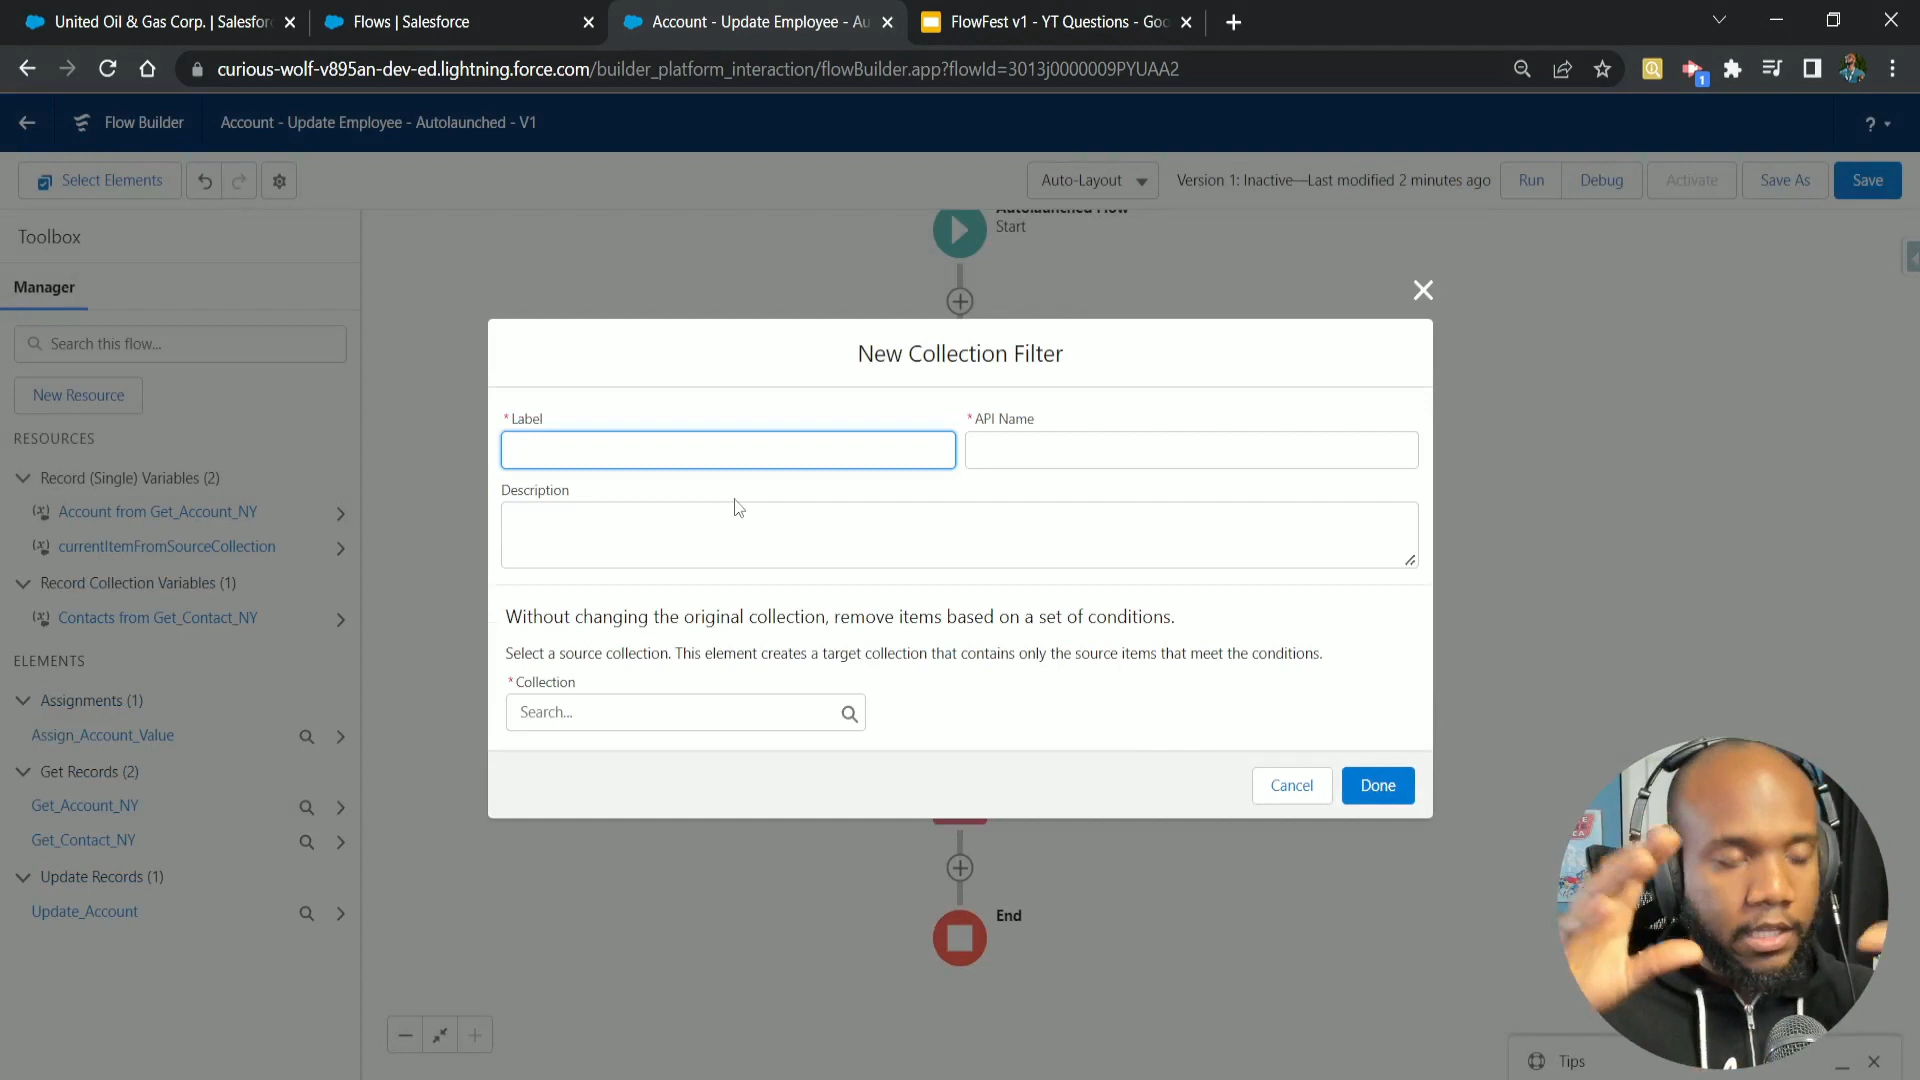 United Oil & Gas Corp. | Salesfor
Flows | Salesforce
Account - Update Employee - Au
FlowFest v1 - YT Questions - Goo
curious-wolf-v895an-dev-ed.lightning.force.com/builder_platform_interaction/flowBuilder.app?flowId=3013j0000009PYUAA2
1
Flow Builder
Account - Update Employee - Autolaunched - V1
?
Select Elements
Auto-Layout
Version 1: Inactive—Last modified 2 minutes ago
Run
Debug
Activate
Save As
Save
Toolbox
Autolaunched Flow
Start
Manager
Search this flow...
New Resource
RESOURCES
Record (Single) Variables (2)
Account from Get_Account_NY
currentItemFromSourceCollection
Record Collection Variables (1)
Contacts from Get_Contact_NY
ELEMENTS
Assignments (1)
Assign_Account_Value
Get Records (2)
Get_Account_NY
Get_Contact_NY
Update Records (1)
Update_Account
New Collection Filter
* Label
* API Name
Description
Without changing the original collection, remove items based on a set of conditions.
Select a source collection. This element creates a target collection that contains only the source items that meet the conditions.
* Collection
Search...
Cancel
Done
End
Tips